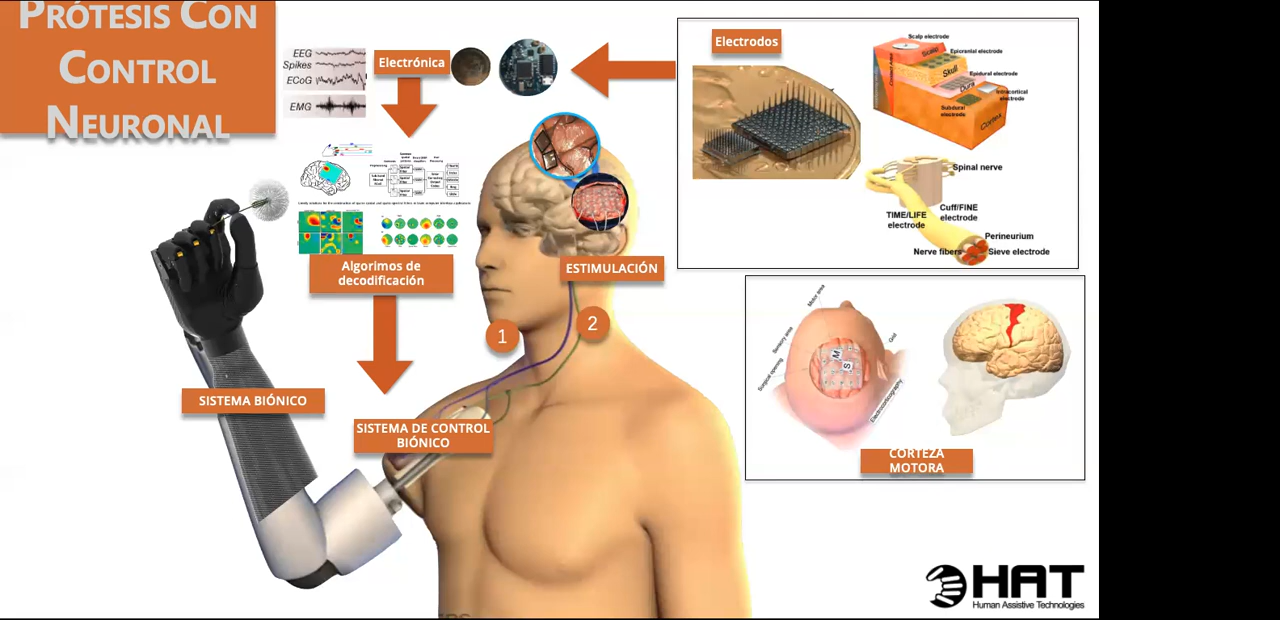 PRÓTESIS CON
CONTROL
NEURONAL
EEG
Spikes
ECoG
EMG
Electrónica
Algorimos de
decodificación
SISTEMA BIÓNICO
SISTEMA DE CONTROL
BIÓNICO
ESTIMULACIÓN
1
2
Electrodos
Scalp electrode
Scalp
Epicrenial electrode
Skull
Epidural electrode
Dura
Intracortical
electrode
Subdural
electrode
Cortex
Spinal nerve
Cuff/FINE
electrode
TIME/LIFE
electrode
Perineurium
Nerve fibers
Sieve electrode
Motor area
Sensory area
Surgical opening
Grid
Electrocorticography
M
S
CORTEZA
MOTORA
HAT
Human Assistive Technologies